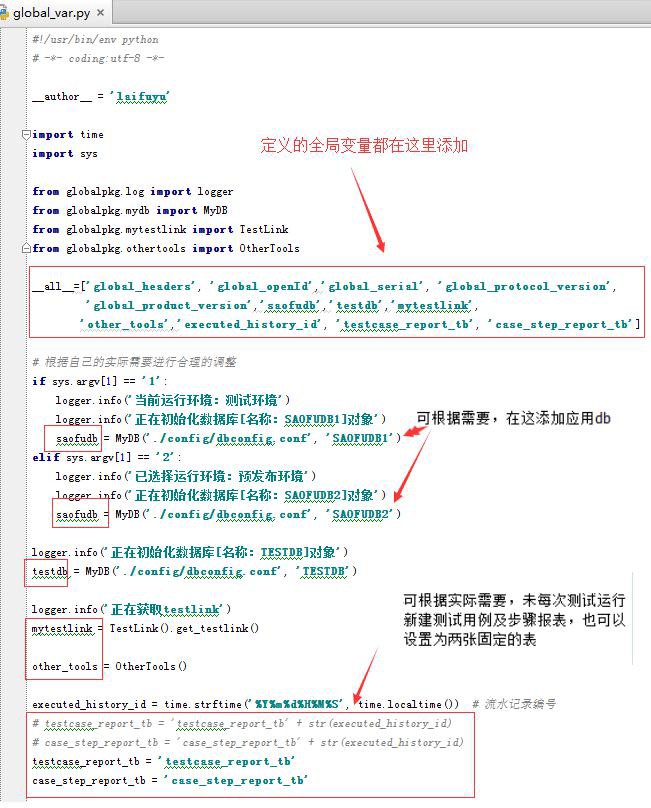 global_var.py
#!/usr/bin/env python
# -*- coding:utf-8 -*-
__author__ = 'laifuyu'
import time
import sys
定义的全局变量都在这里添加
from globalpkg.log import logger
from globalpkg.mydb import MyDB
from globalpkg.mytestlink import TestLink
from globalpkg.othertools import OtherTools
__all__=['global_headers', 'global_openId','global_serial', 'global_protocol_version',
'global_product_version','saofudb','testdb','mytestlink',
'other_tools','executed_history_id', 'testcase_report_tb', 'case_step_report_tb']
# 根据自己的实际需要进行合理的调整
if sys.argv[1] == '1':
logger.info('当前运行环境：测试环境')
logger.info('正在初始化数据库[名称：SAOFUDB1]对象')
可根据需要，在这添加应用db
saofudb = MyDB('./config/dbconfig.conf', 'SAOFUDB1')
elif sys.argv[1] == '2':
logger.info('已选择运行环境：预发布环境')
logger.info('正在初始化数据库[名称：SAOFUDB2]对象')
saofudb = MyDB('./config/dbconfig.conf', 'SAOFUDB2')
logger.info('正在初始化数据库[名称：TESTDB]对象')
testdb = MyDB('./config/dbconfig.conf', 'TESTDB')
logger.info('正在获取testlink')
mytestlink = TestLink().get_testlink()
可根据实际需要，未每次测试运行
新建测试用例及步骤报表，也可以
设置为两张固定的表
other_tools = OtherTools()
executed_history_id = time.strftime('%Y%m%d%H%M%S', time.localtime()) # 流水记录编号
# testcase_report_tb = 'testcase_report_tb' + str(executed_history_id)
# case_step_report_tb = 'case_step_report_tb' + str(executed_history_id)
testcase_report_tb = 'testcase_report_tb'
case_step_report_tb = 'case_step_report_tb'